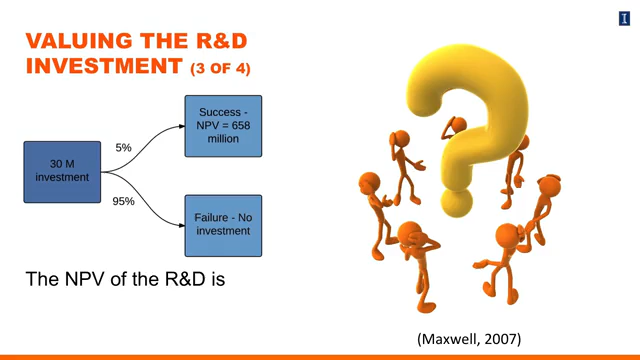 VALUING THE R&D
INVESTMENT (3 OF 4)
I
Success -
NPV = 658
million
5%
30 M
investment
95%
Failure - No
investment
The NPV of the R&D is
(Maxwell, 2007)